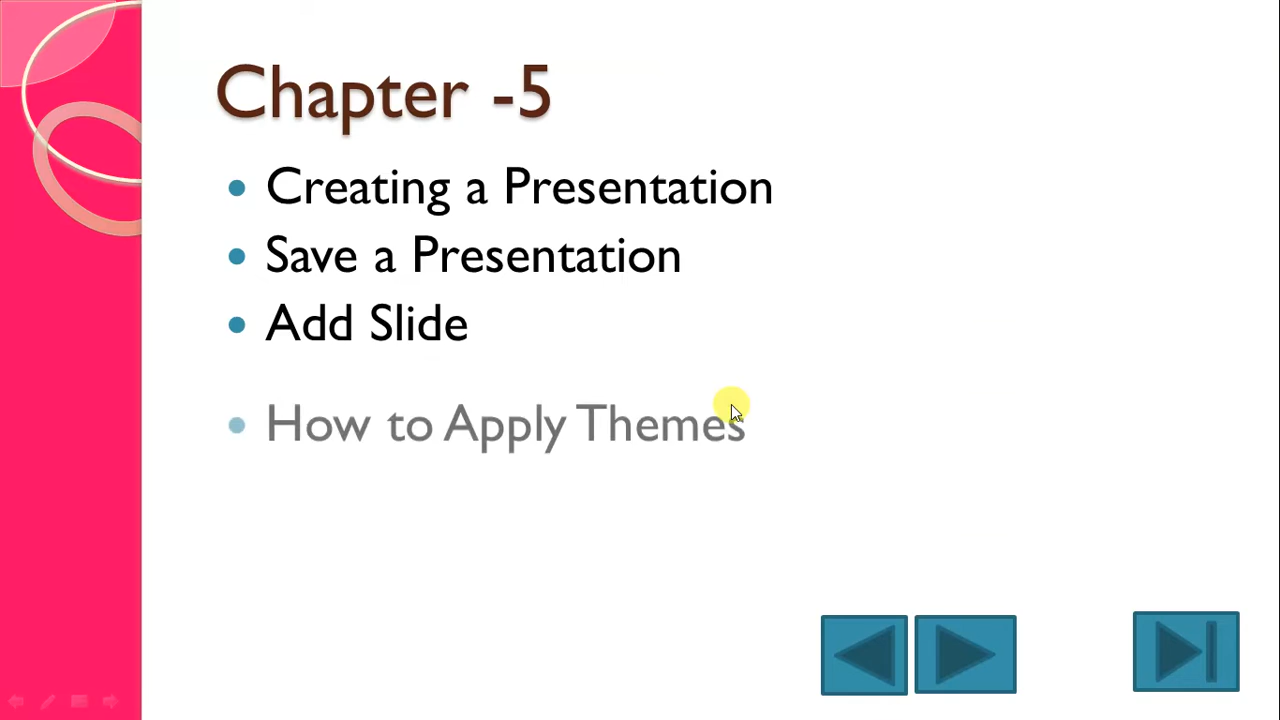 Chapter -5
• Creating a Presentation
• Save a Presentation
• Add Slide
• How to Apply Themes